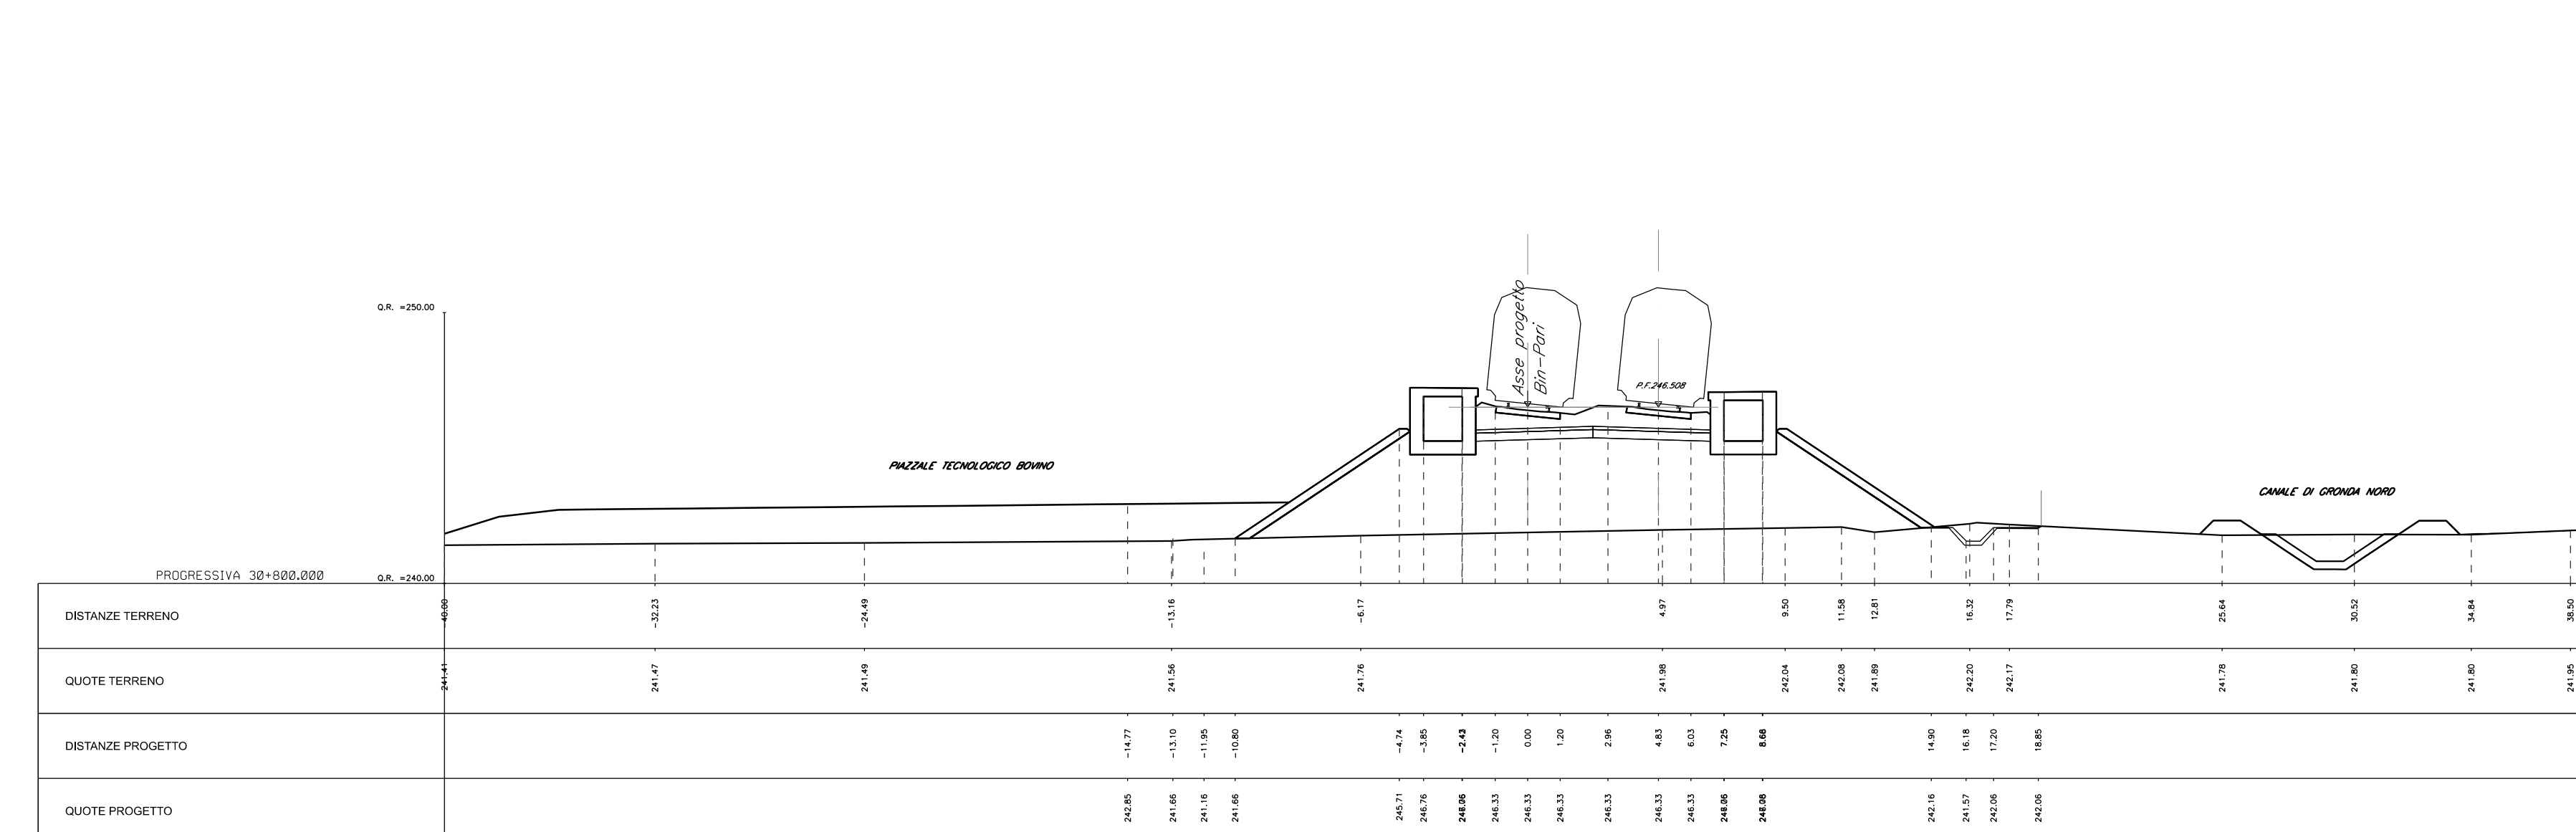 Q.R. =250.00
Asse progetto
Bin-Pari
P.F.246.508
PIAZZALE TECNOLOGICO BOVINO
CANALE DI GRONDA NORD
PROGRESSIVA 30+800.000
Q.R. =240.00
DISTANZE TERRENO -40.00 -32.23 -24.49 -13.16 -6.17 4.97 9.50 11.58 12.81 16.32 17.79 25.64 30.52 34.84 38.50
QUOTE TERRENO 241.41 241.47 241.49 241.56 241.76 241.98 242.04 242.08 241.89 242.20 242.17 241.78 241.80 241.80 241.95
DISTANZE PROGETTO -14.77 -13.10 -11.95 -10.80 -4.74 -3.85 -1.20 0.00 1.20 2.96 4.83 6.03 7.25 14.90 16.18 17.20 18.85
QUOTE PROGETTO 242.85 241.66 241.16 241.66 245.71 246.76 246.33 246.33 246.33 246.33 246.33 246.33 242.16 241.57 242.06 242.06